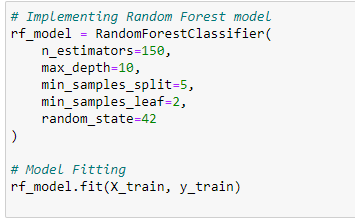 # Implementing Random Forest model
rf_model = RandomForestClassifier(
    n_estimators=150,
    max_depth=10,
    min_samples_split=5,
    min_samples_leaf=2,
    random_state=42
)
# Model Fitting
rf_model.fit(X_train, y_train)